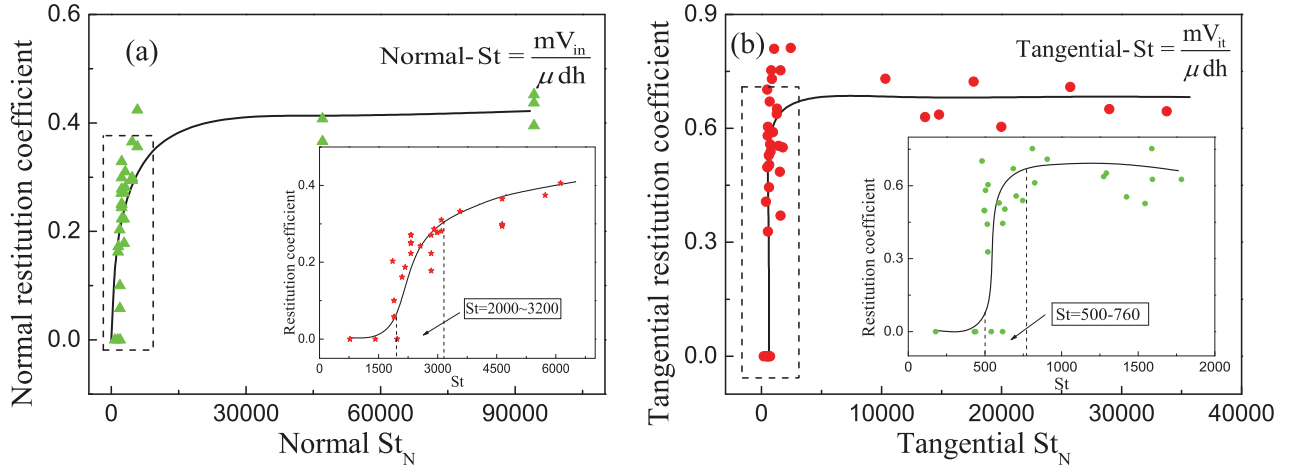 (a)
Normal- St = mV_in / μ dh
Normal restitution coefficient
0.6
0.4
0.2
0.0
0 30000 60000 90000
Normal St_N
Restitution coefficient
0.4
0.2
0.0
0 1500 3000 4500 6000
St
St=2000~3200
(b)
Tangential- St = mV_it / μ dh
Tangential restitution coefficient
0.9
0.6
0.3
0.0
0 10000 20000 30000 40000
Tangential St_N
Restitution coefficient
0.6
0.3
0.0
0 500 1000 1500 2000
St
St=500-760